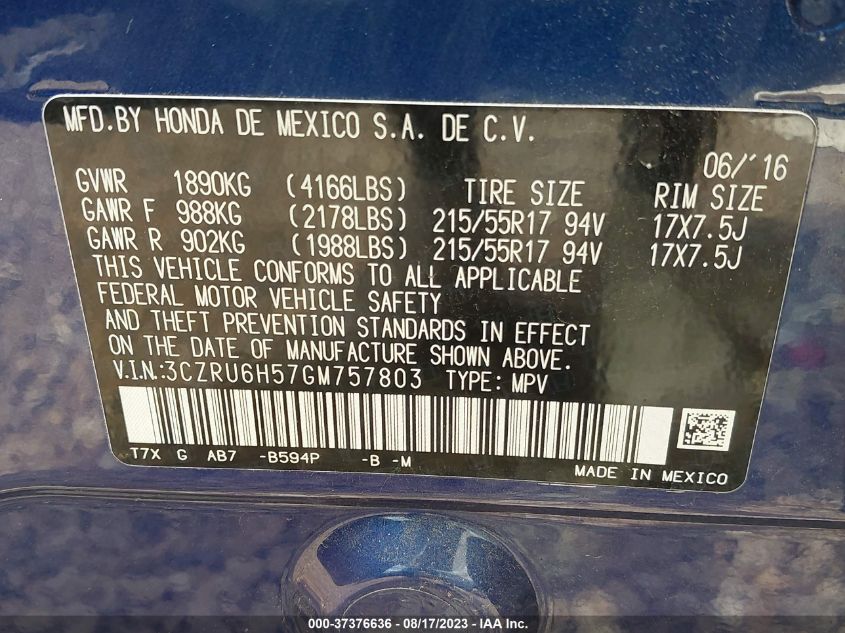 MFD.BY HONDA DE MEXICO S.A. DE C.V.
06/'16
GVWR 1890KG (4166LBS) TIRE SIZE RIM SIZE
GAWR F 988KG (2178LBS) 215/55R17 94V 17X7.5J
GAWR R 902KG (1988LBS) 215/55R17 94V 17X7.5J
THIS VEHICLE CONFORMS TO ALL APPLICABLE
FEDERAL MOTOR VEHICLE SAFETY
AND THEFT PREVENTION STANDARDS IN EFFECT
ON THE DATE OF MANUFACTURE SHOWN ABOVE.
V.I.N.:3CZRU6H57GM757803 TYPE: MPV
T7X G AB7 -B594P -B -M
MADE IN MEXICO
000-37376636 - 08/17/2023 - IAA Inc.